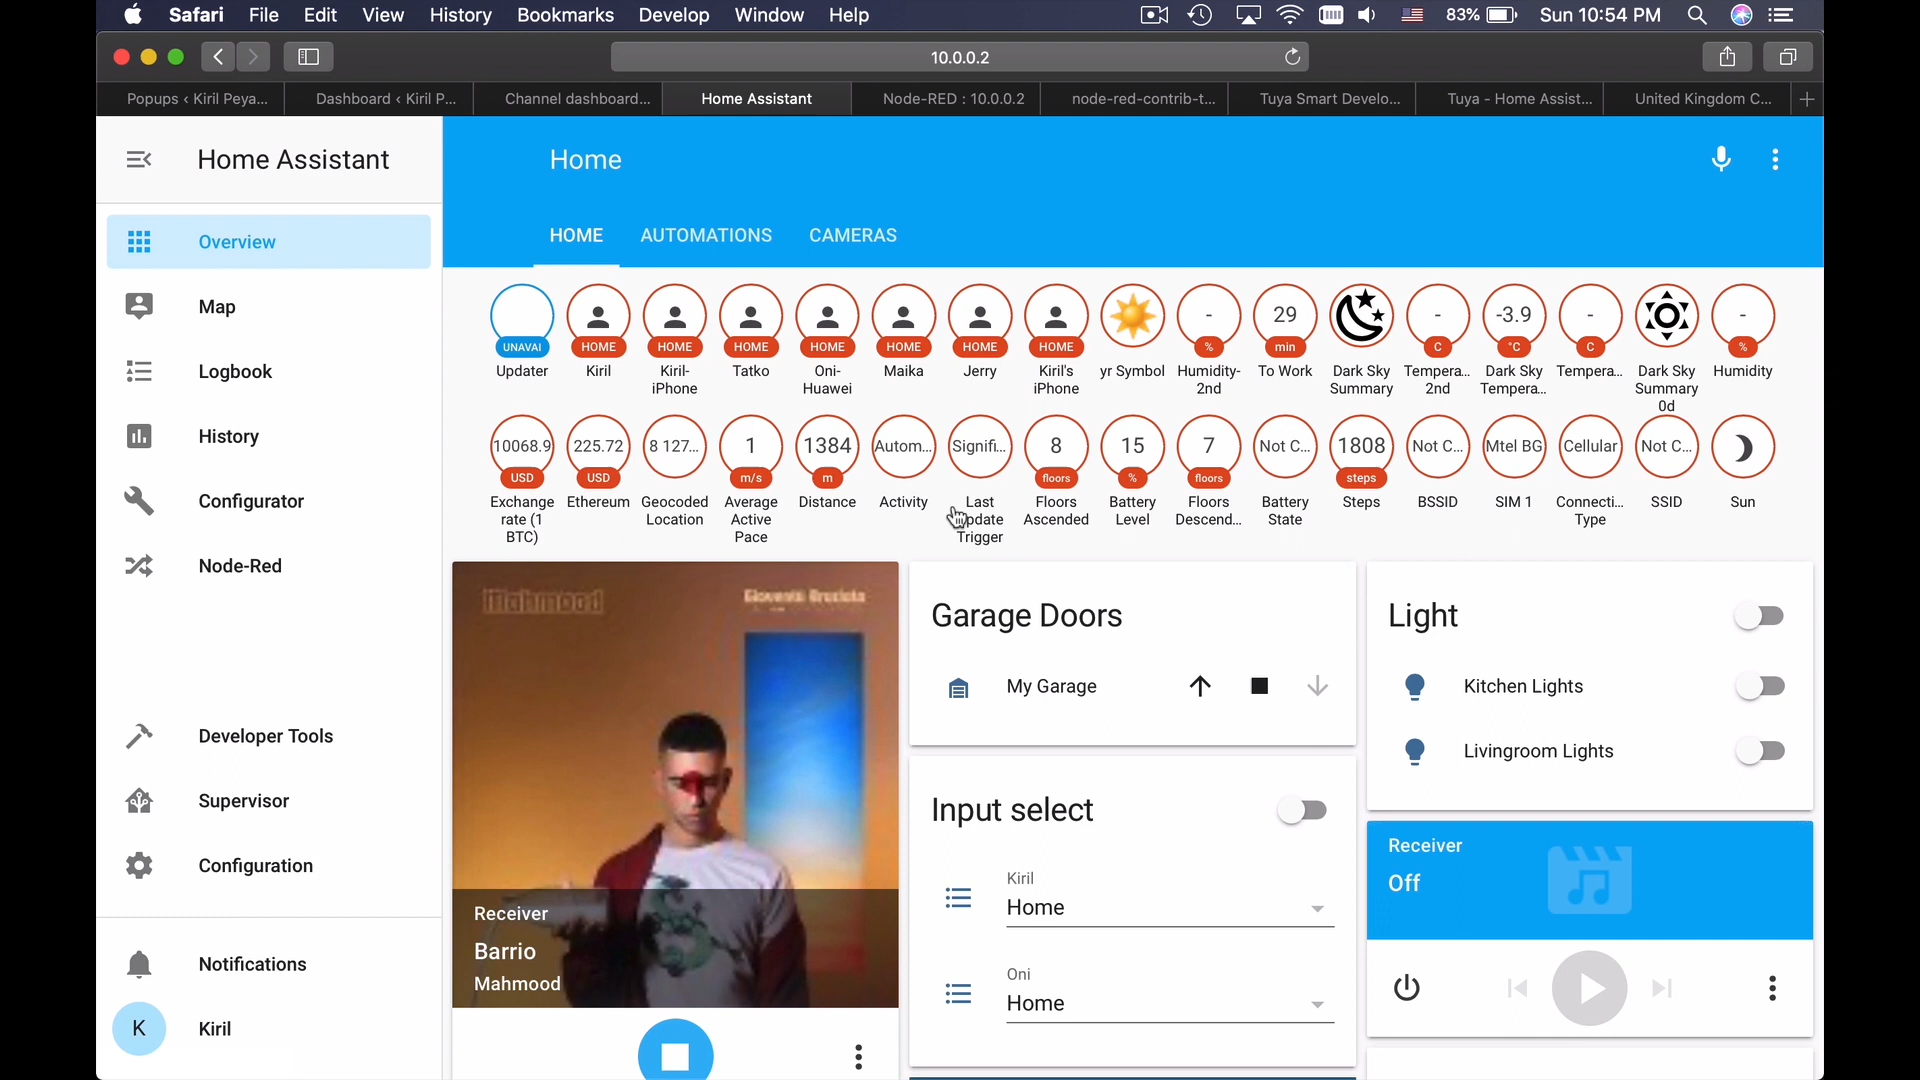 Safari File Edit View History Bookmarks Develop Window Help 83% Sun 10:54 PM
10.0.0.2
Popups ‹ Kiril Peya... Dashboard ‹ Kiril P... Channel dashboard... Home Assistant Node-RED : 10.0.0.2 node-red-contrib-t... Tuya Smart Develo... Tuya - Home Assist... United Kingdom C...
Home Assistant
Overview
Map
Logbook
History
Configurator
Node-Red
Developer Tools
Supervisor
Configuration
Notifications
K Kiril
Home
HOME AUTOMATIONS CAMERAS
- 29 - -3.9 - -
UNAVAI HOME HOME HOME HOME HOME HOME HOME % min C °C C %
Updater Kiril Kiril- Tatko Oni- Maika Jerry Kiril's yr Symbol Humidity- To Work Dark Sky Tempera... Dark Sky Tempera... Dark Sky Humidity
iPhone Huawei iPhone 2nd Summary 2nd Tempera... Summary
0d
10068.9 225.72 8 127... 1 1384 Autom... Signifi... 8 15 7 Not C... 1808 Not C... Mtel BG Cellular Not C...
USD USD m/s m floors % floors steps
Exchange Ethereum Geocoded Average Distance Activity Last Floors Battery Floors Battery Steps BSSID SIM 1 Connecti... SSID Sun
rate (1 Location Active Update Ascended Level Descend... State Type
BTC) Pace Trigger
Mahmood Gioventù Bruciata
Receiver
Barrio
Mahmood
Garage Doors
My Garage
Input select
Kiril
Home
Oni
Home
Light
Kitchen Lights
Livingroom Lights
Receiver
Off